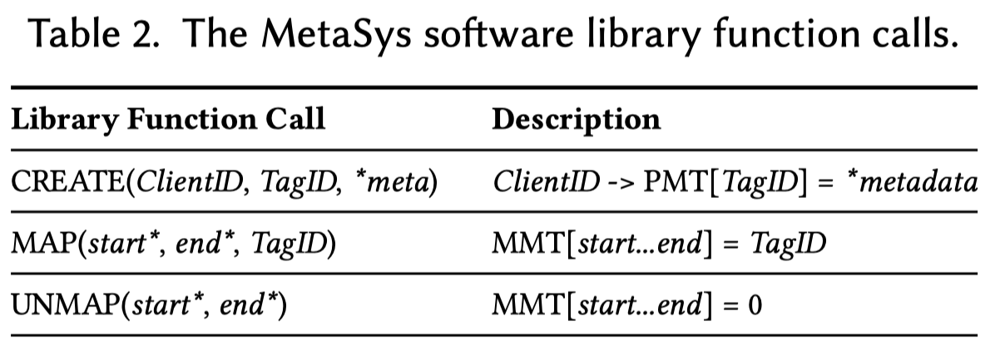 Table 2. The MetaSys software library function calls.
Library Function Call Description
CREATE(ClientID, TagID, *meta) ClientID -> PMT[TagID] = *metadata
MAP(start*, end*, TagID) MMT[start...end] = TagID
UNMAP(start*, end*) MMT[start...end] = 0